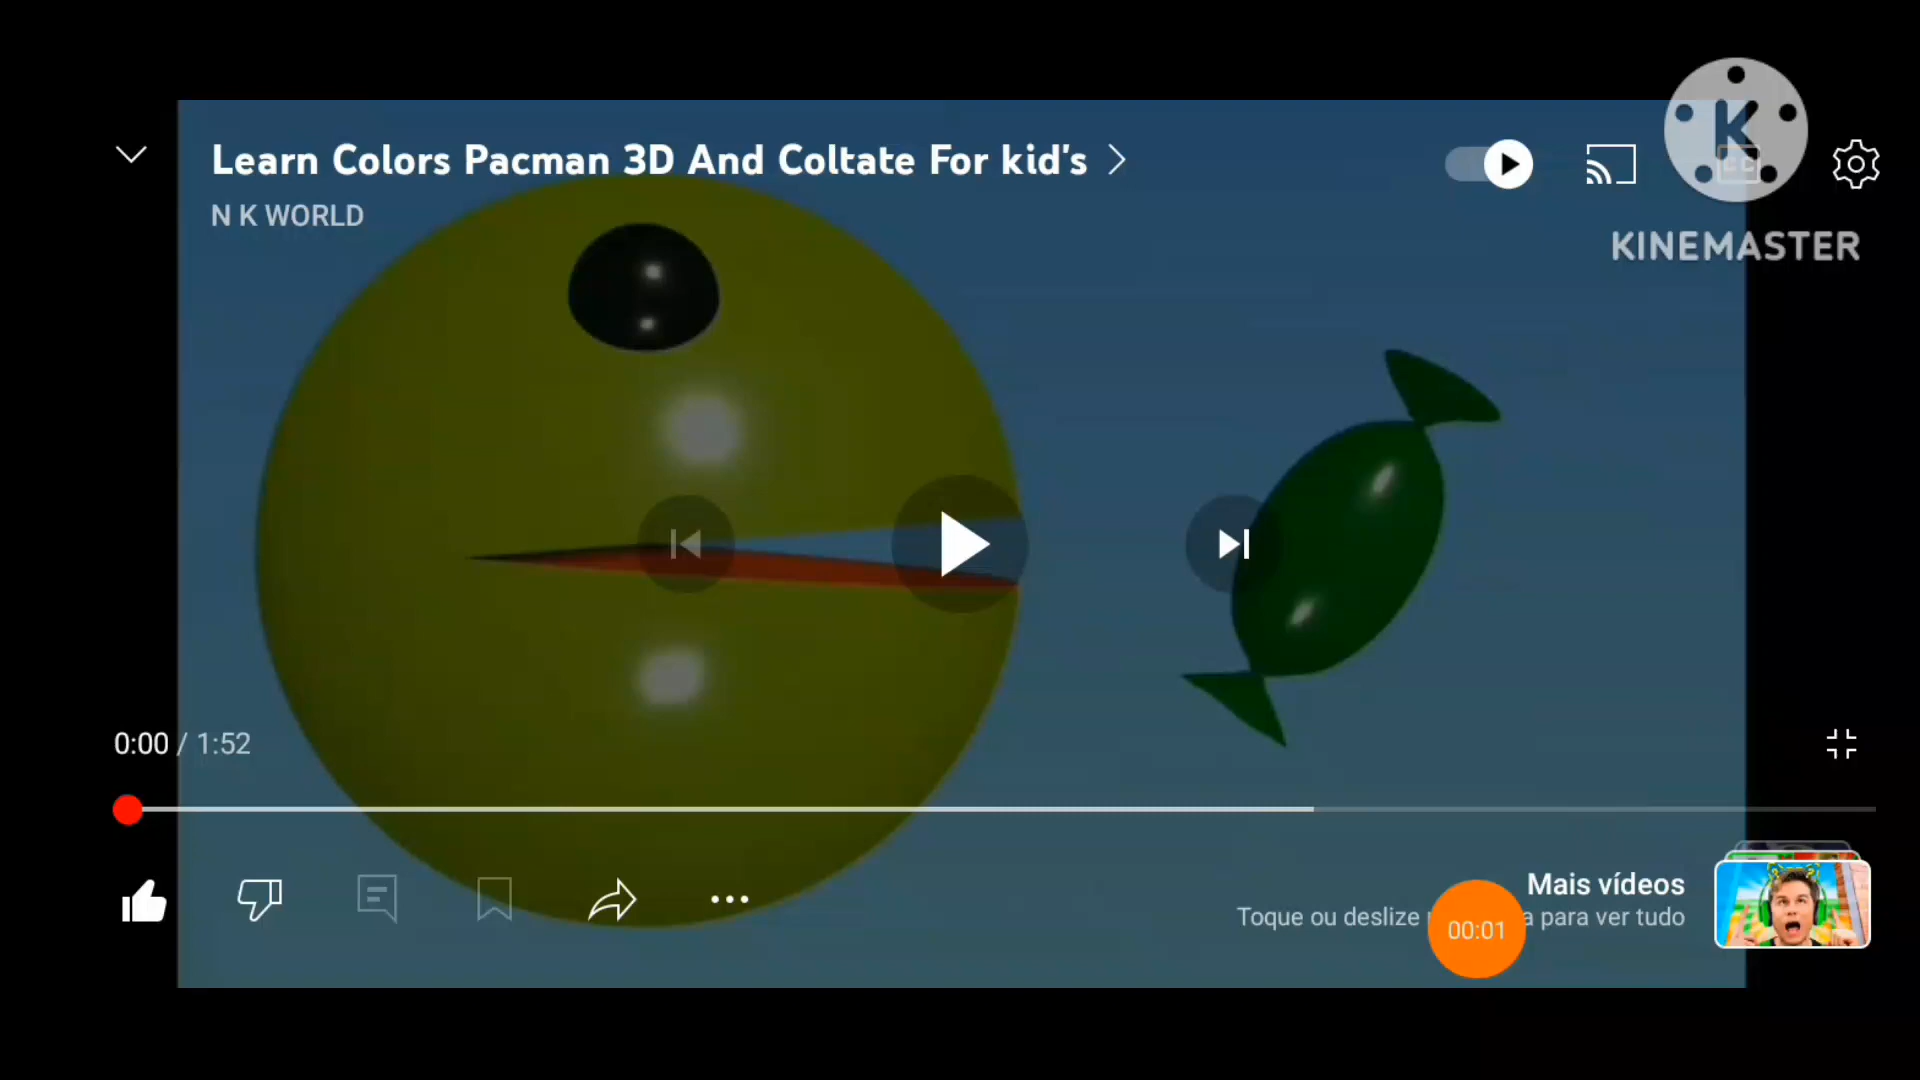 Learn Colors Pacman 3D And Coltate For kid's
N K WORLD
K
KINEMASTER
0:00 / 1:52
Mais vídeos
Toque ou deslize a para ver tudo
00:01